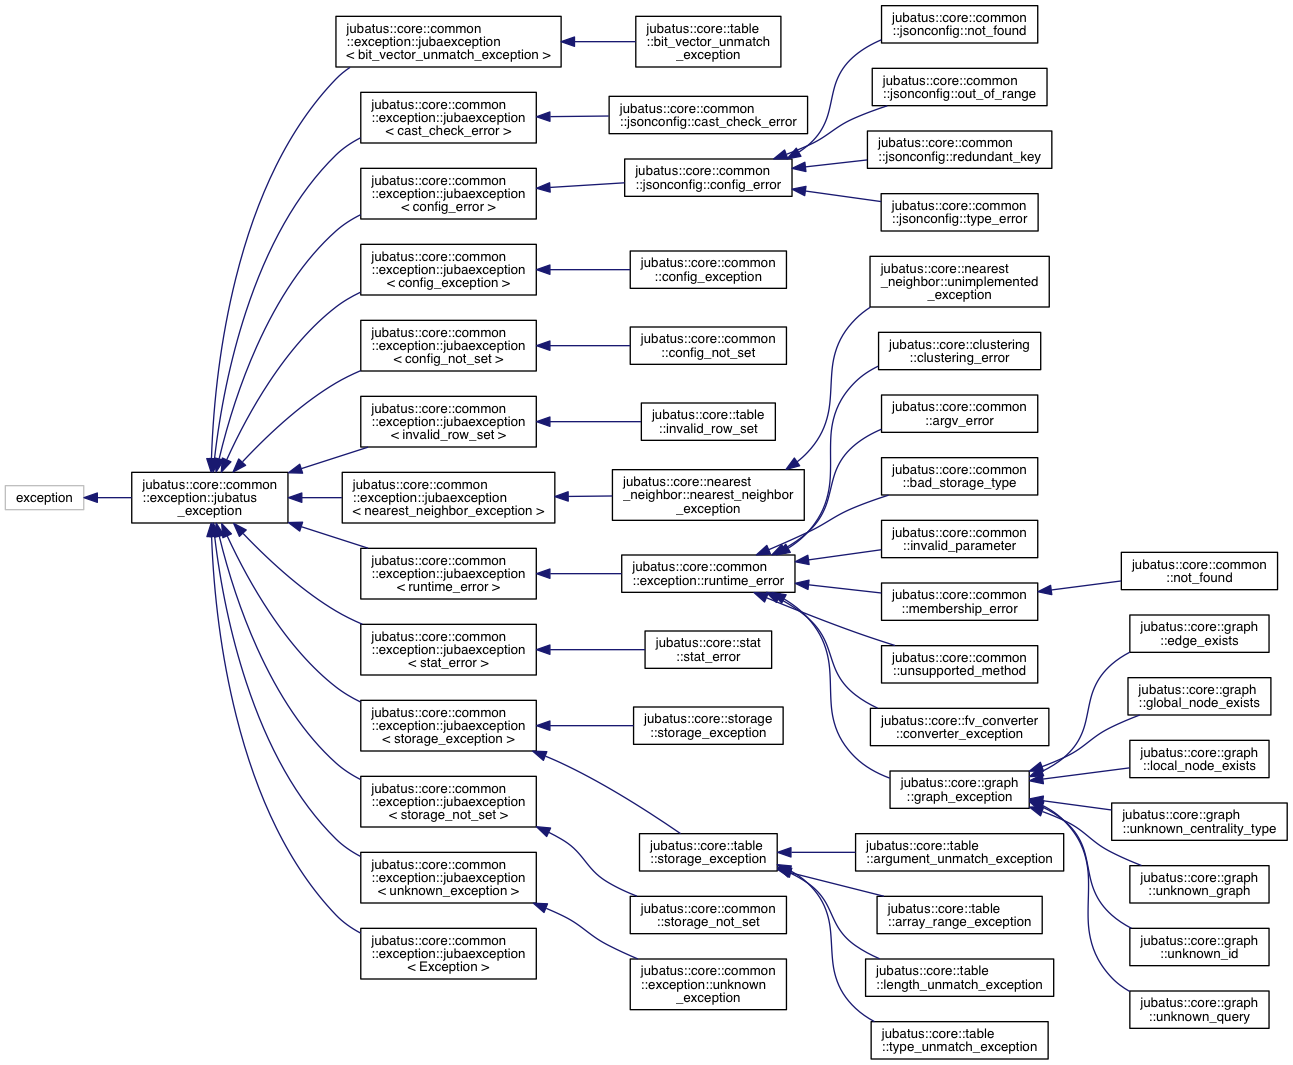 exception
jubatus::core::common
::exception::jubatus
_exception
jubatus::core::common
::exception::jubaexception
< bit_vector_unmatch_exception >
jubatus::core::common
::exception::jubaexception
< cast_check_error >
jubatus::core::common
::exception::jubaexception
< config_error >
jubatus::core::common
::exception::jubaexception
< config_exception >
jubatus::core::common
::exception::jubaexception
< config_not_set >
jubatus::core::common
::exception::jubaexception
< invalid_row_set >
jubatus::core::common
::exception::jubaexception
< nearest_neighbor_exception >
jubatus::core::common
::exception::jubaexception
< runtime_error >
jubatus::core::common
::exception::jubaexception
< stat_error >
jubatus::core::common
::exception::jubaexception
< storage_exception >
jubatus::core::common
::exception::jubaexception
< storage_not_set >
jubatus::core::common
::exception::jubaexception
< unknown_exception >
jubatus::core::common
::exception::jubaexception
< Exception >
jubatus::core::table
::bit_vector_unmatch
_exception
jubatus::core::common
::jsonconfig::cast_check_error
jubatus::core::common
::jsonconfig::config_error
jubatus::core::common
::config_exception
jubatus::core::common
::config_not_set
jubatus::core::table
::invalid_row_set
jubatus::core::nearest
_neighbor::nearest_neighbor
_exception
jubatus::core::common
::exception::runtime_error
jubatus::core::stat
::stat_error
jubatus::core::storage
::storage_exception
jubatus::core::table
::storage_exception
jubatus::core::common
::storage_not_set
jubatus::core::common
::exception::unknown
_exception
jubatus::core::common
::jsonconfig::not_found
jubatus::core::common
::jsonconfig::out_of_range
jubatus::core::common
::jsonconfig::redundant_key
jubatus::core::common
::jsonconfig::type_error
jubatus::core::nearest
_neighbor::unimplemented
_exception
jubatus::core::clustering
::clustering_error
jubatus::core::common
::argv_error
jubatus::core::common
::bad_storage_type
jubatus::core::common
::invalid_parameter
jubatus::core::common
::membership_error
jubatus::core::common
::unsupported_method
jubatus::core::fv_converter
::converter_exception
jubatus::core::graph
::graph_exception
jubatus::core::table
::argument_unmatch_exception
jubatus::core::table
::array_range_exception
jubatus::core::table
::length_unmatch_exception
jubatus::core::table
::type_unmatch_exception
jubatus::core::common
::not_found
jubatus::core::graph
::edge_exists
jubatus::core::graph
::global_node_exists
jubatus::core::graph
::local_node_exists
jubatus::core::graph
::unknown_centrality_type
jubatus::core::graph
::unknown_graph
jubatus::core::graph
::unknown_id
jubatus::core::graph
::unknown_query